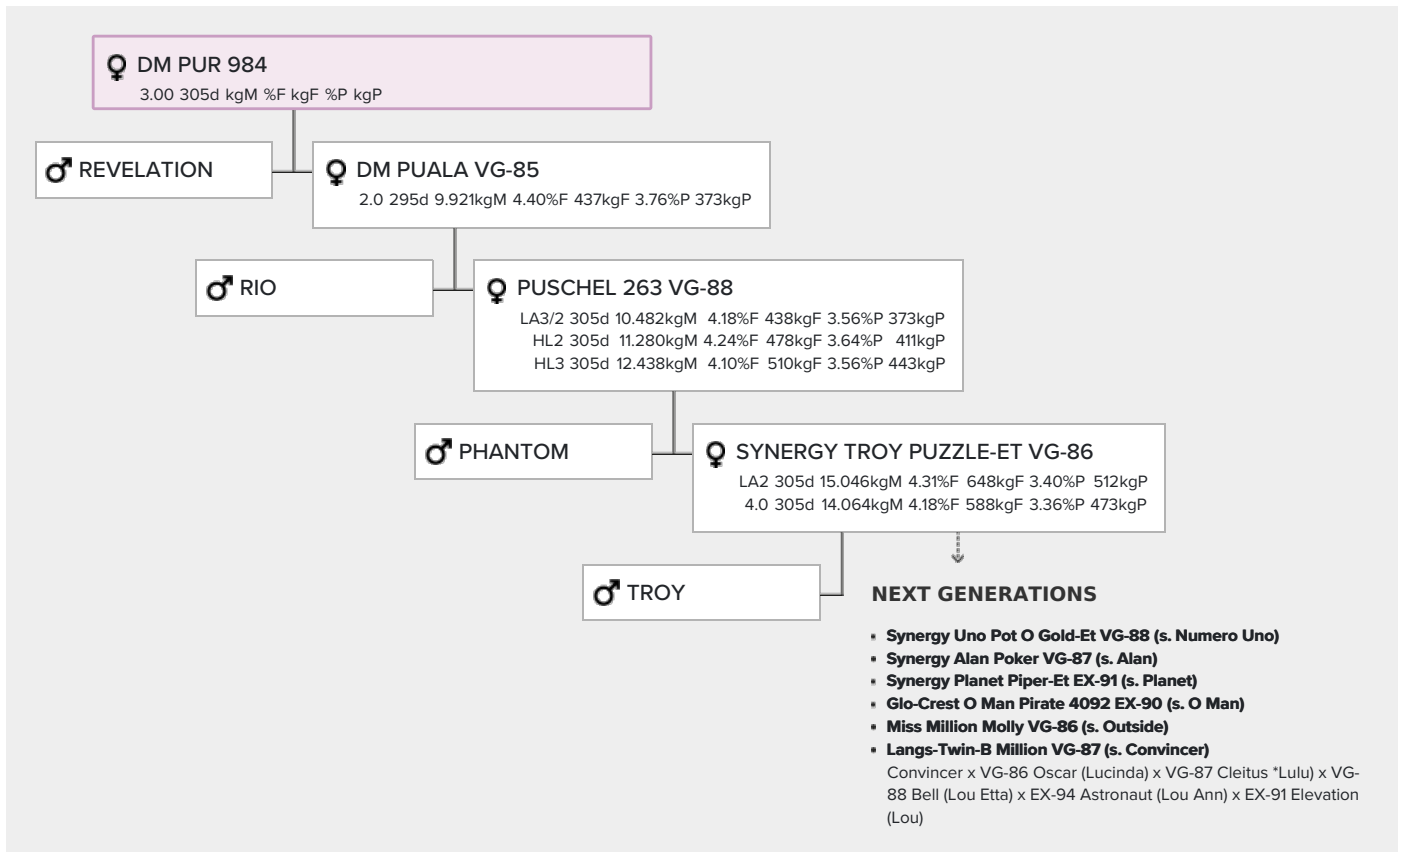 DM PUR 984
3.00 305d kgM %F kgF %P kgP
REVELATION
DM PUALA VG-85
2.0 295d 9.921kgM 4.40%F 437kgF 3.76%P 373kgP
RIO
PUSCHEL 263 VG-88
LA3/2 305d 10.482kgM 4.18%F 438kgF 3.56%P 373kgP
HL2 305d 11.280kgM 4.24%F 478kgF 3.64%P 411kgP
HL3 305d 12.438kgM 4.10%F 510kgF 3.56%P 443kgP
PHANTOM
SYNERGY TROY PUZZLE-ET VG-86
LA2 305d 15.046kgM 4.31%F 648kgF 3.40%P 512kgP
4.0 305d 14.064kgM 4.18%F 588kgF 3.36%P 473kgP
TROY
NEXT GENERATIONS
Synergy Uno Pot O Gold-Et VG-88 (s. Numero Uno)
Synergy Alan Poker VG-87 (s. Alan)
Synergy Planet Piper-Et EX-91 (s. Planet)
Glo-Crest O Man Pirate 4092 EX-90 (s. O Man)
Miss Million Molly VG-86 (s. Outside)
Langs-Twin-B Million VG-87 (s. Convincer)
Convincer x VG-86 Oscar (Lucinda) x VG-87 Cleitus *Lulu) x VG-
88 Bell (Lou Etta) x EX-94 Astronaut (Lou Ann) x EX-91 Elevation
(Lou)